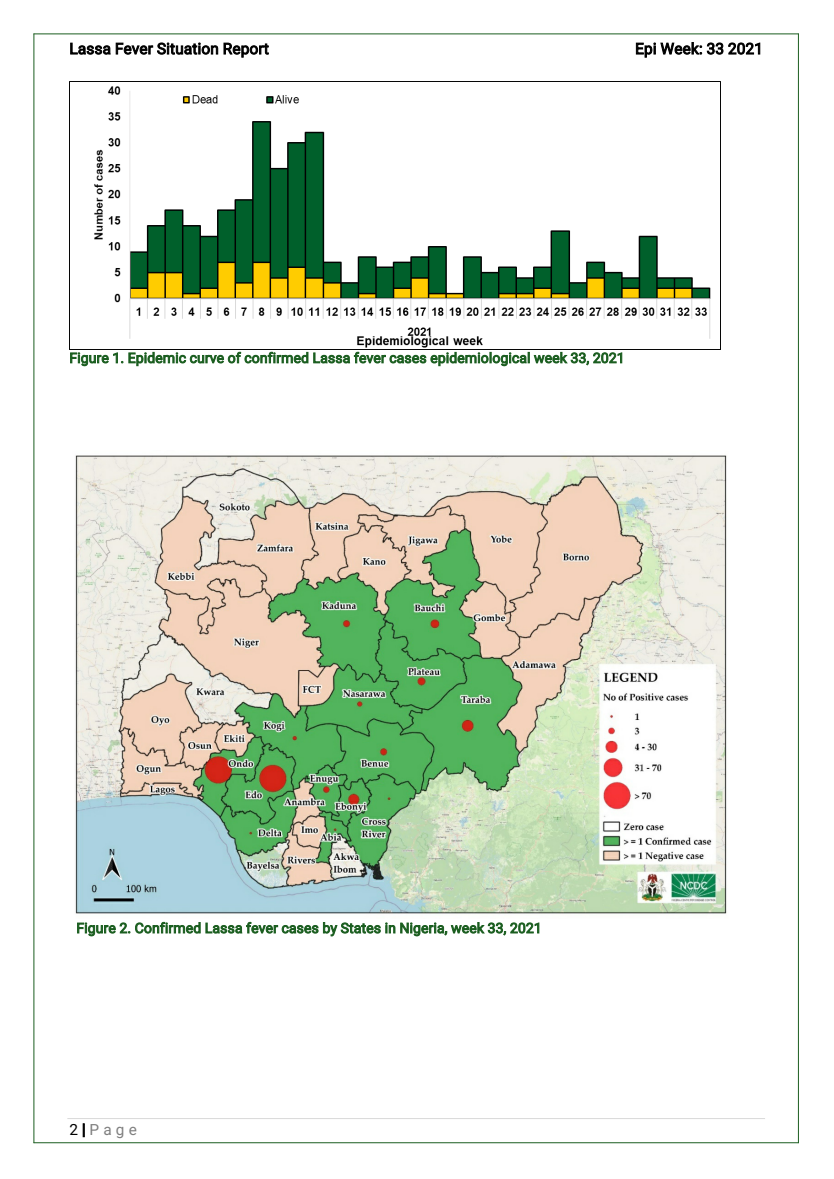 Lassa Fever Situation Report Epi Week: 33 2021
40
35
30
25
20
15
10
5
0
Number of cases
Dead Alive
1 2 3 4 5 6 7 8 9 10 11 12 13 14 15 16 17 18 19 20 21 22 23 24 25 26 27 28 29 30 31 32 33
2021
Epidemiological week
Figure 1. Epidemic curve of confirmed Lassa fever cases epidemiological week 33, 2021
Sokoto
Katsina
Zamfara
Jigawa
Yobe
Kano
Borno
Kebbi
Kaduna
Bauchi
Gombe
Niger
Adamawa
Plateau
FCT
Kwara
Nasarawa
Taraba
Oyo
Kogi
Osun
Ekiti
Ondo
Benue
Ogun
Enugu
Lagos
Edo
Anambra
Ebonyi
Cross
River
Delta
Imo
Abia
Bayelsa
Rivers
Akwa
Ibom
N
0 100 km
LEGEND
No of Positive cases
1
3
4 - 30
31 - 70
> 70
Zero case
> = 1 Confirmed case
> = 1 Negative case
NCDC
Figure 2. Confirmed Lassa fever cases by States in Nigeria, week 33, 2021
2 | P a g e